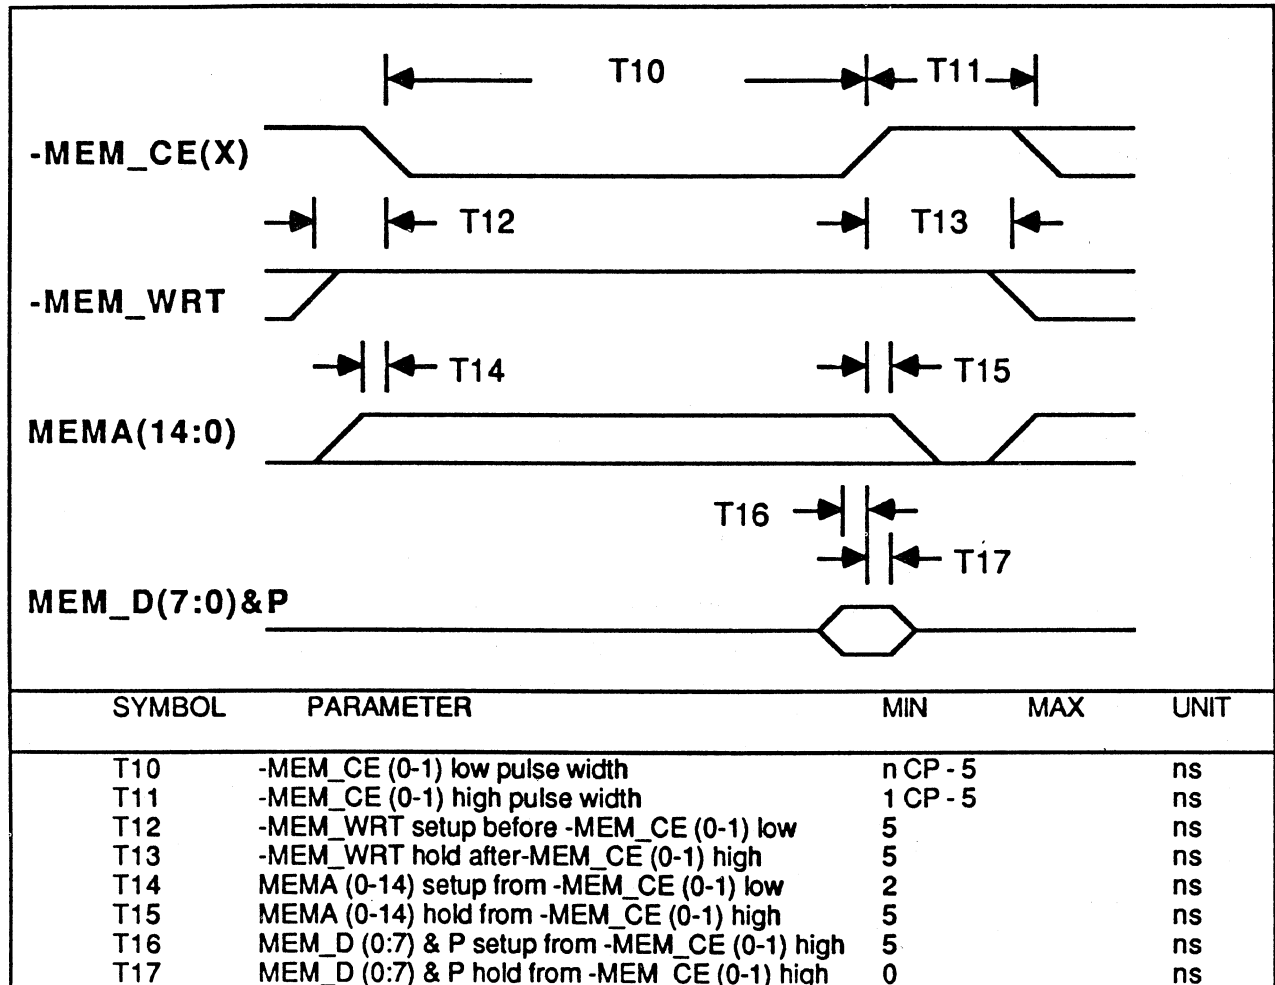 T10 T11
-MEM_CE(X)
T12 T13
-MEM_WRT
T14 T15
MEMA(14:0)
T16
T17
MEM_D(7:0)&P
SYMBOL PARAMETER MIN MAX UNIT
T10 -MEM_CE (0-1) low pulse width n CP - 5 ns
T11 -MEM_CE (0-1) high pulse width 1 CP - 5 ns
T12 -MEM_WRT setup before -MEM_CE (0-1) low 5 ns
T13 -MEM_WRT hold after-MEM_CE (0-1) high 5 ns
T14 MEMA (0-14) setup from -MEM_CE (0-1) low 2 ns
T15 MEMA (0-14) hold from -MEM_CE (0-1) high 5 ns
T16 MEM_D (0:7) & P setup from -MEM_CE (0-1) high 5 ns
T17 MEM_D (0:7) & P hold from -MEM_CE (0-1) high 0 ns